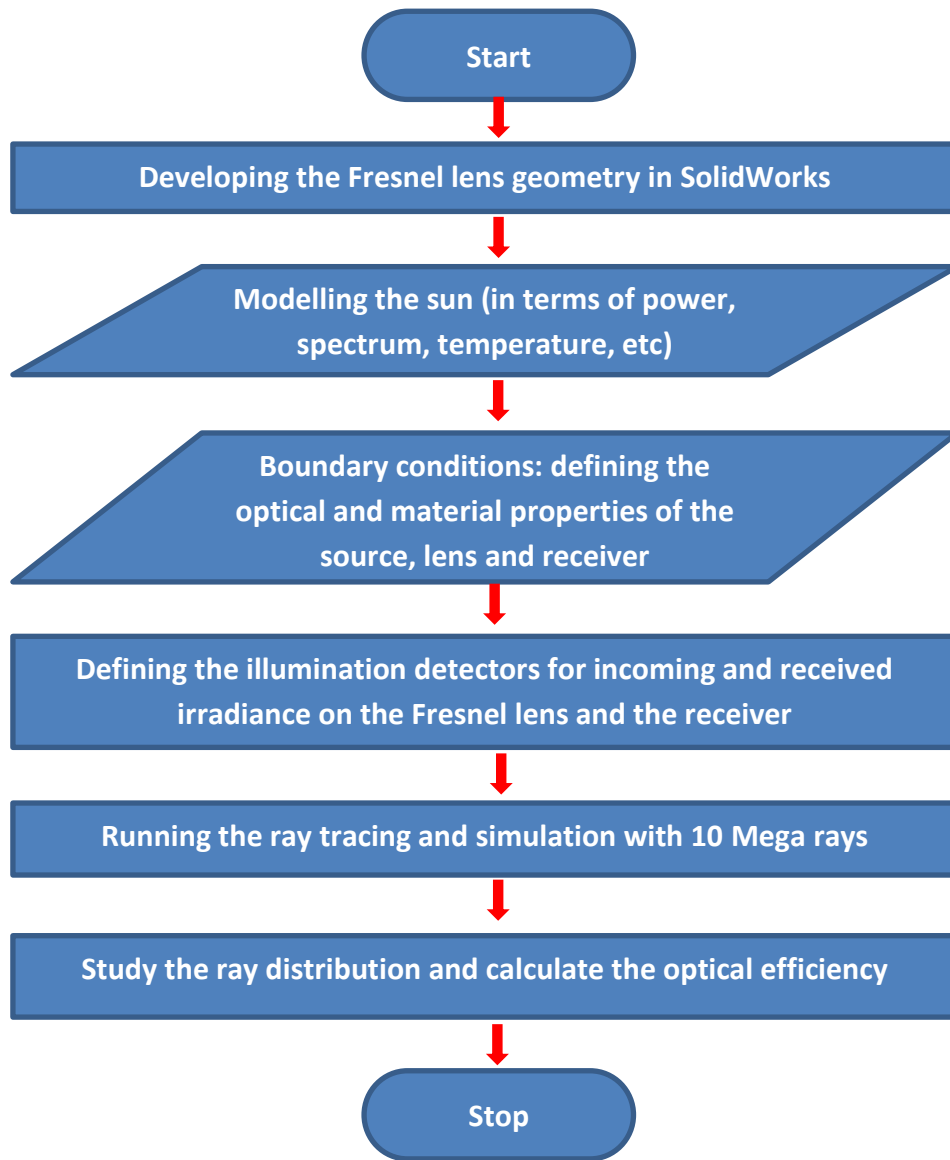 Start
Developing the Fresnel lens geometry in SolidWorks
Modelling the sun (in terms of power,
spectrum, temperature, etc)
Boundary conditions: defining the
optical and material properties of the
source, lens and receiver
Defining the illumination detectors for incoming and received
irradiance on the Fresnel lens and the receiver
Running the ray tracing and simulation with 10 Mega rays
Study the ray distribution and calculate the optical efficiency
Stop